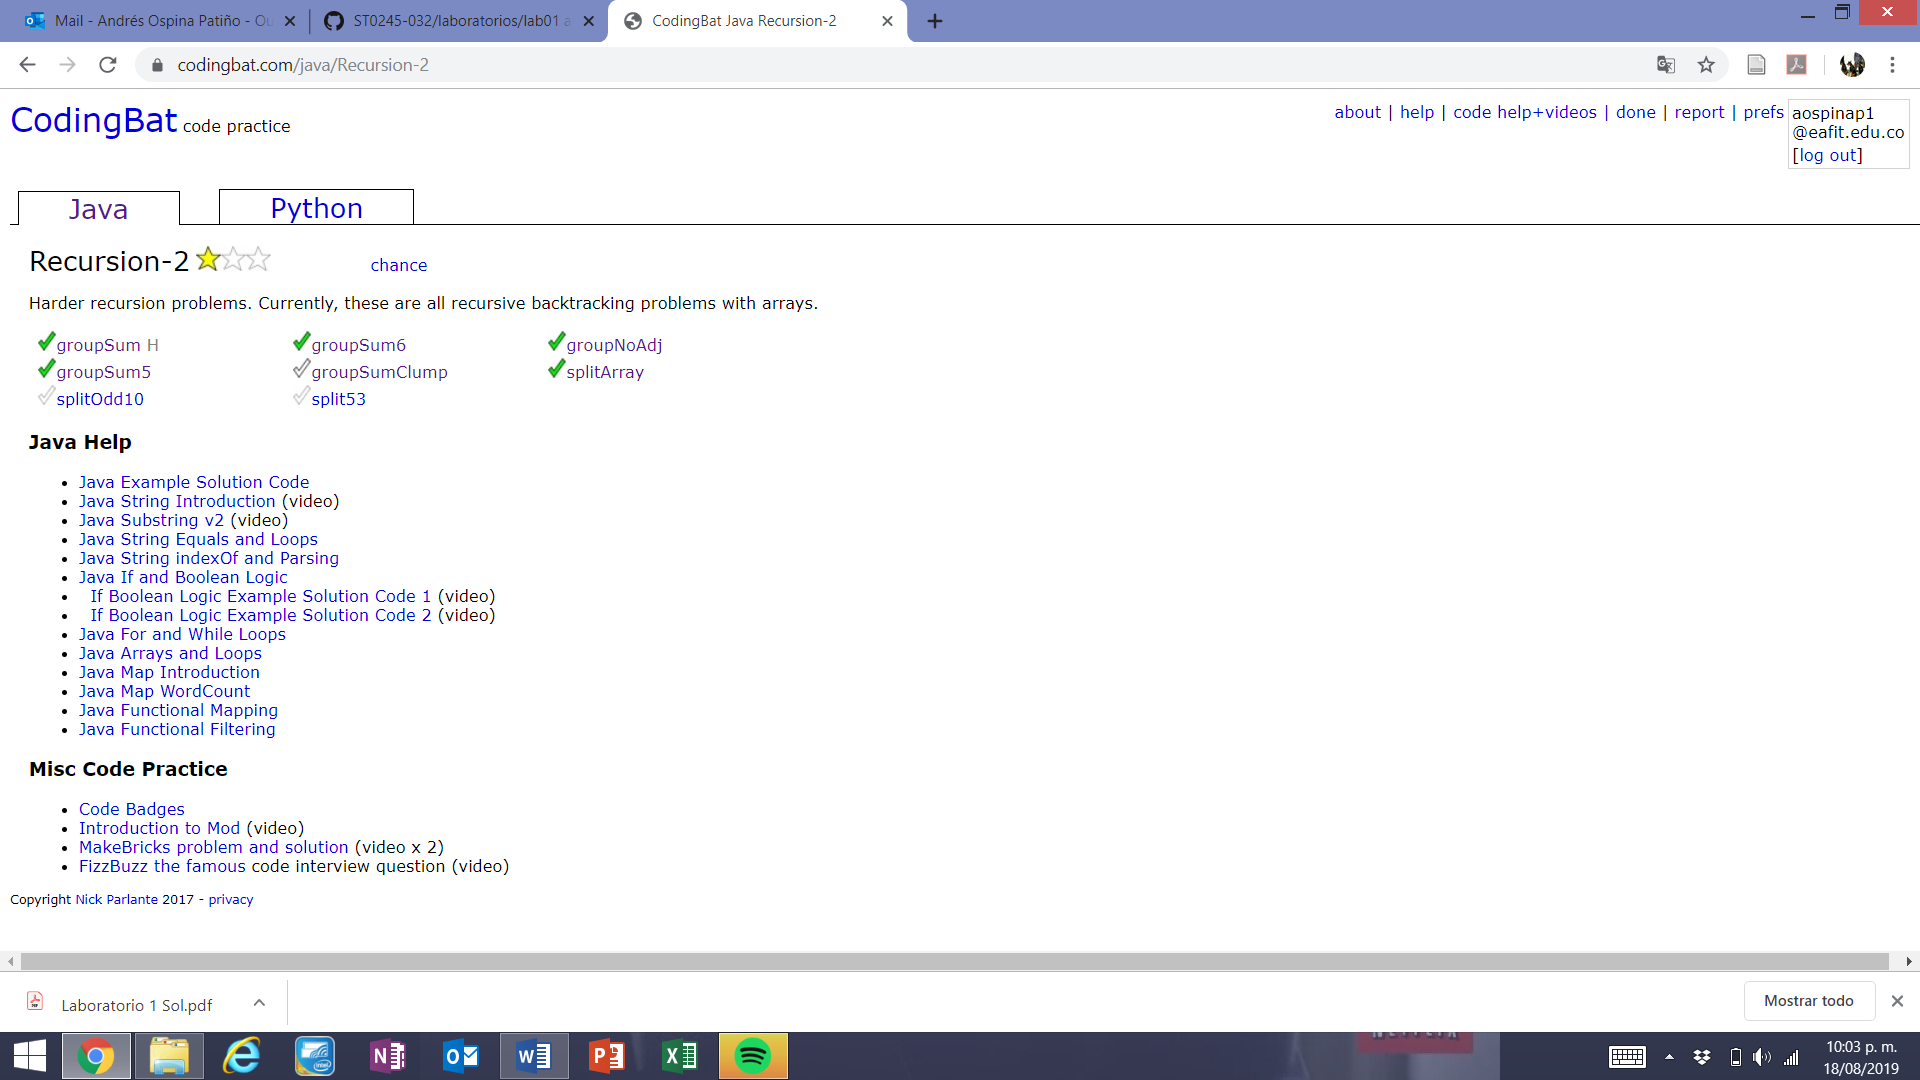 Mail - Andrés Ospina Patiño - Ou
ST0245-032/laboratorios/lab01 a
CodingBat Java Recursion-2
codingbat.com/java/Recursion-2
CodingBat code practice
about | help | code help+videos | done | report | prefs
aospinap1
@eafit.edu.co
[log out]
Java
Python
Recursion-2
chance
Harder recursion problems. Currently, these are all recursive backtracking problems with arrays.
groupSum H
groupSum6
groupNoAdj
groupSum5
groupSumClump
splitArray
splitOdd10
split53
Java Help
Java Example Solution Code
Java String Introduction (video)
Java Substring v2 (video)
Java String Equals and Loops
Java String indexOf and Parsing
Java If and Boolean Logic
If Boolean Logic Example Solution Code 1 (video)
If Boolean Logic Example Solution Code 2 (video)
Java For and While Loops
Java Arrays and Loops
Java Map Introduction
Java Map WordCount
Java Functional Mapping
Java Functional Filtering
Misc Code Practice
Code Badges
Introduction to Mod (video)
MakeBricks problem and solution (video x 2)
FizzBuzz the famous code interview question (video)
Copyright Nick Parlante 2017 - privacy
Laboratorio 1 Sol.pdf
Mostrar todo
10:03 p. m.
18/08/2019